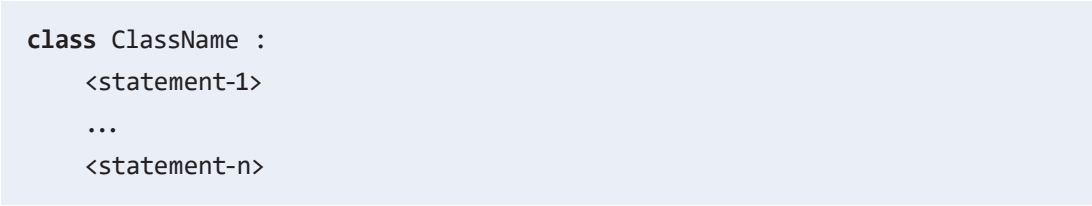 class ClassName :
<statement-1>
...
<statement-n>